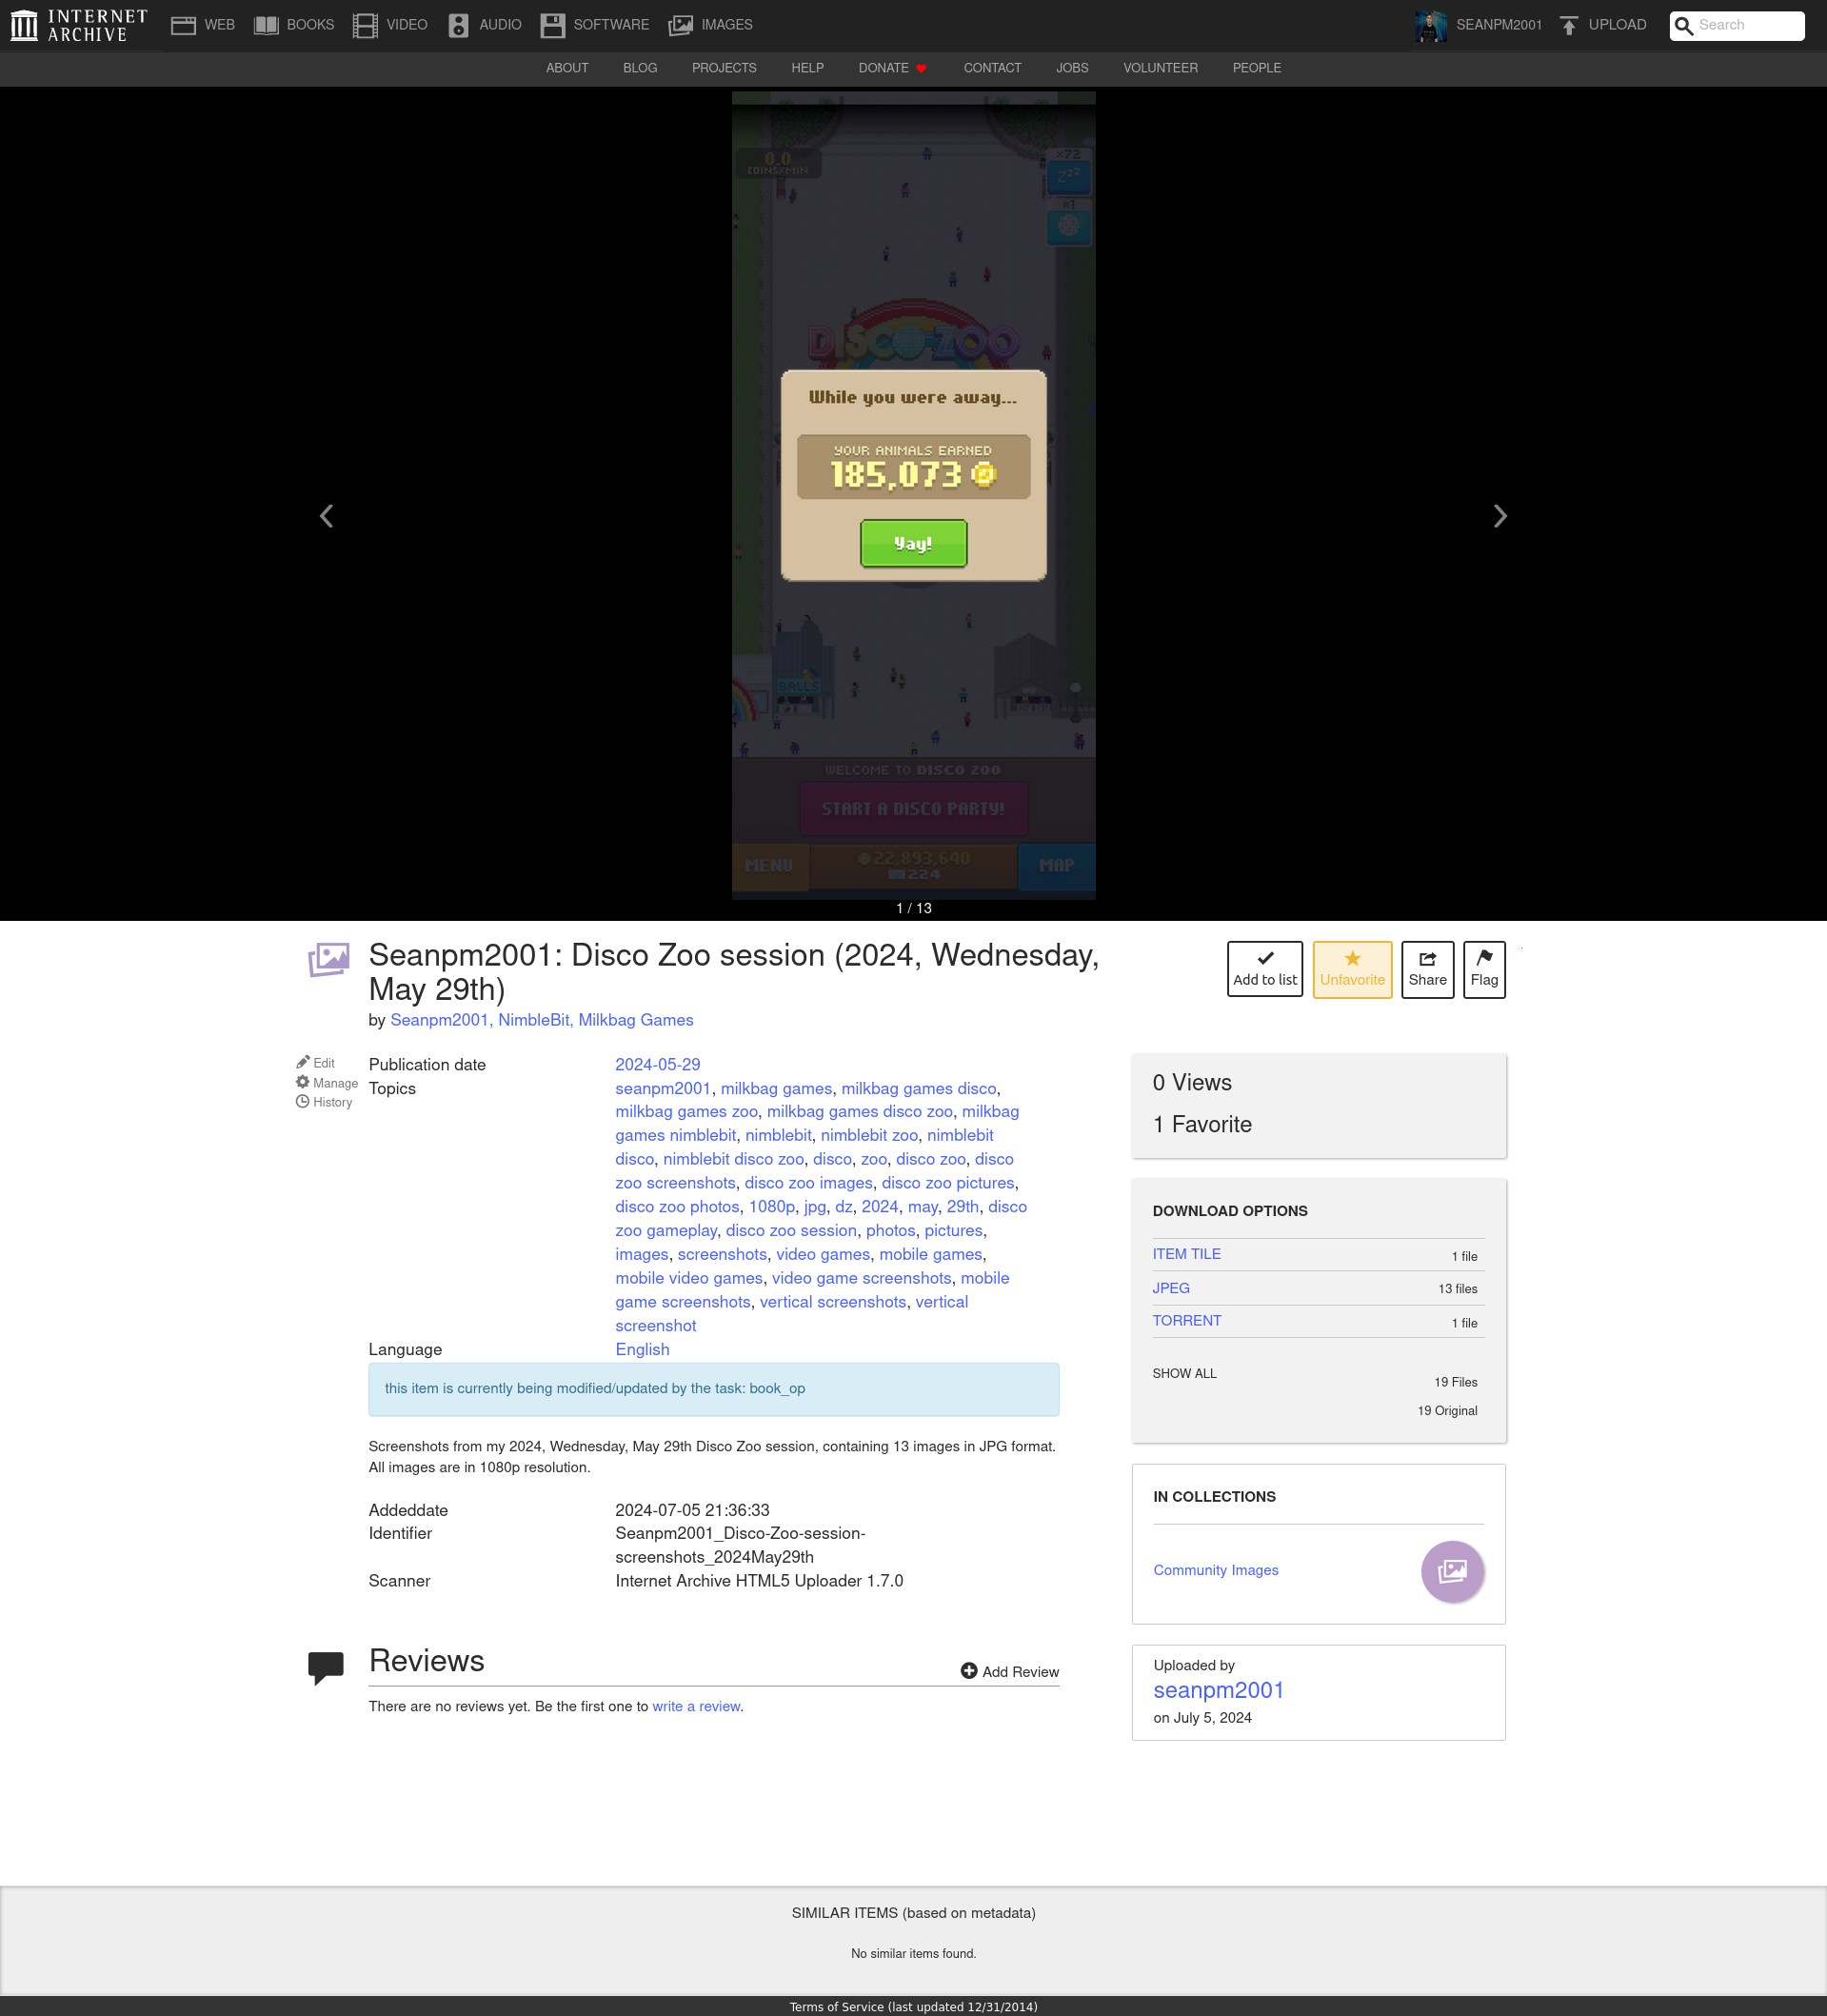 INTERNET
ARCHIVE
WEB
BOOKS
VIDEO
AUDIO
SOFTWARE
IMAGES
SEANPM2001
UPLOAD
Search
ABOUT
BLOG
PROJECTS
HELP
DONATE
CONTACT
JOBS
VOLUNTEER
PEOPLE
0.0
COINS/MIN
x72
zzz
x1
DISCO ZOO
While you were away...
YOUR ANIMALS EARNED
185,073
Yay!
BALLS
WELCOME TO DISCO ZOO
START A DISCO PARTY!
MENU
22,893,640
224
MAP
1 / 13
Seanpm2001: Disco Zoo session (2024, Wednesday,
May 29th)
by Seanpm2001, NimbleBit, Milkbag Games
Add to list
Unfavorite
Share
Flag
Edit
Manage
History
Publication date 2024-05-29
Topics seanpm2001, milkbag games, milkbag games disco,
milkbag games zoo, milkbag games disco zoo, milkbag
games nimblebit, nimblebit, nimblebit zoo, nimblebit
disco, nimblebit disco zoo, disco, zoo, disco zoo, disco
zoo screenshots, disco zoo images, disco zoo pictures,
disco zoo photos, 1080p, jpg, dz, 2024, may, 29th, disco
zoo gameplay, disco zoo session, photos, pictures,
images, screenshots, video games, mobile games,
mobile video games, video game screenshots, mobile
game screenshots, vertical screenshots, vertical
screenshot
Language English
this item is currently being modified/updated by the task: book_op
Screenshots from my 2024, Wednesday, May 29th Disco Zoo session, containing 13 images in JPG format.
All images are in 1080p resolution.
Addeddate 2024-07-05 21:36:33
Identifier Seanpm2001_Disco-Zoo-session-
screenshots_2024May29th
Scanner Internet Archive HTML5 Uploader 1.7.0
Reviews
Add Review
There are no reviews yet. Be the first one to write a review.
0 Views
1 Favorite
DOWNLOAD OPTIONS
ITEM TILE 1 file
JPEG 13 files
TORRENT 1 file
SHOW ALL 19 Files
19 Original
IN COLLECTIONS
Community Images
Uploaded by
seanpm2001
on July 5, 2024
SIMILAR ITEMS (based on metadata)
No similar items found.
Terms of Service (last updated 12/31/2014)